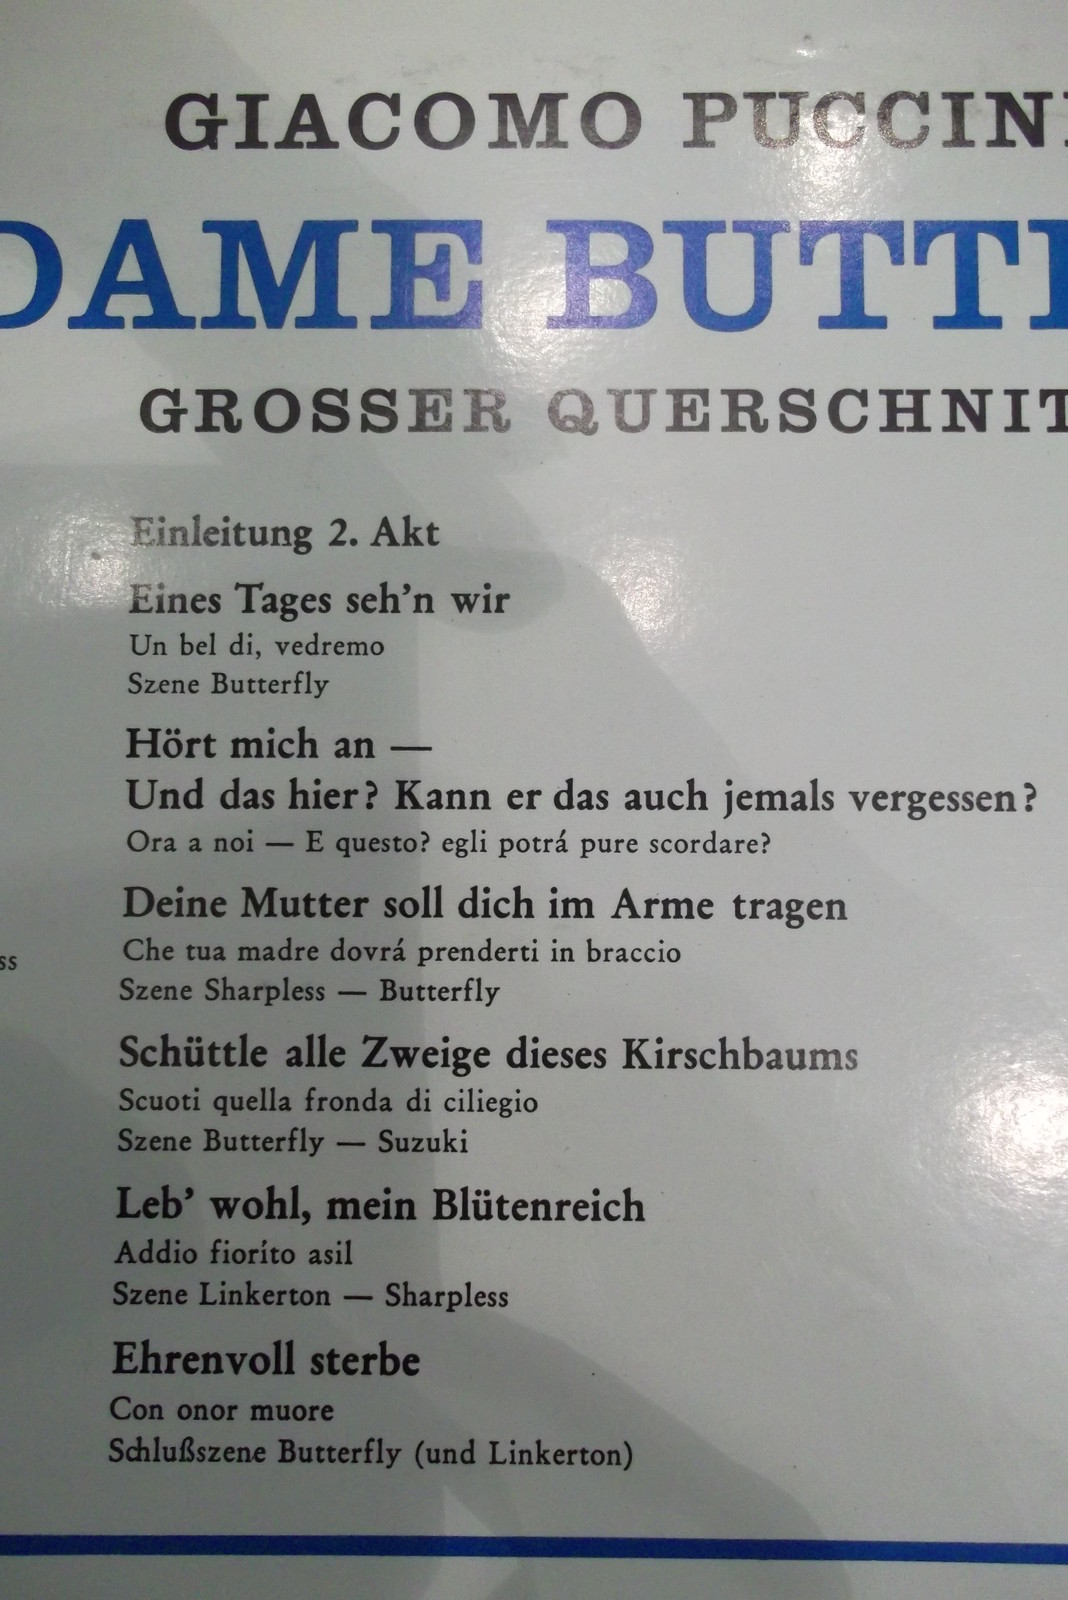 GIACOMO PUCCINI
DAME BUTT
GROSSER QUERSCHNIT
Einleitung 2. Akt
Eines Tages seh'n wir
Un bel di, vedremo
Szene Butterfly
Hört mich an —
Und das hier? Kann er das auch jemals vergessen?
Ora a noi — E questo? egli potrá pure scordare?
Deine Mutter soll dich im Arme tragen
Che tua madre dovrá prenderti in braccio
ss
Szene Sharpless — Butterfly
Schüttle alle Zweige dieses Kirschbaums
Scuoti quella fronda di ciliegio
Szene Butterfly — Suzuki
Leb' wohl, mein Blütenreich
Addio fioríto asil
Szene Linkerton — Sharpless
Ehrenvoll sterbe
Con onor muore
Schlußszene Butterfly (und Linkerton)